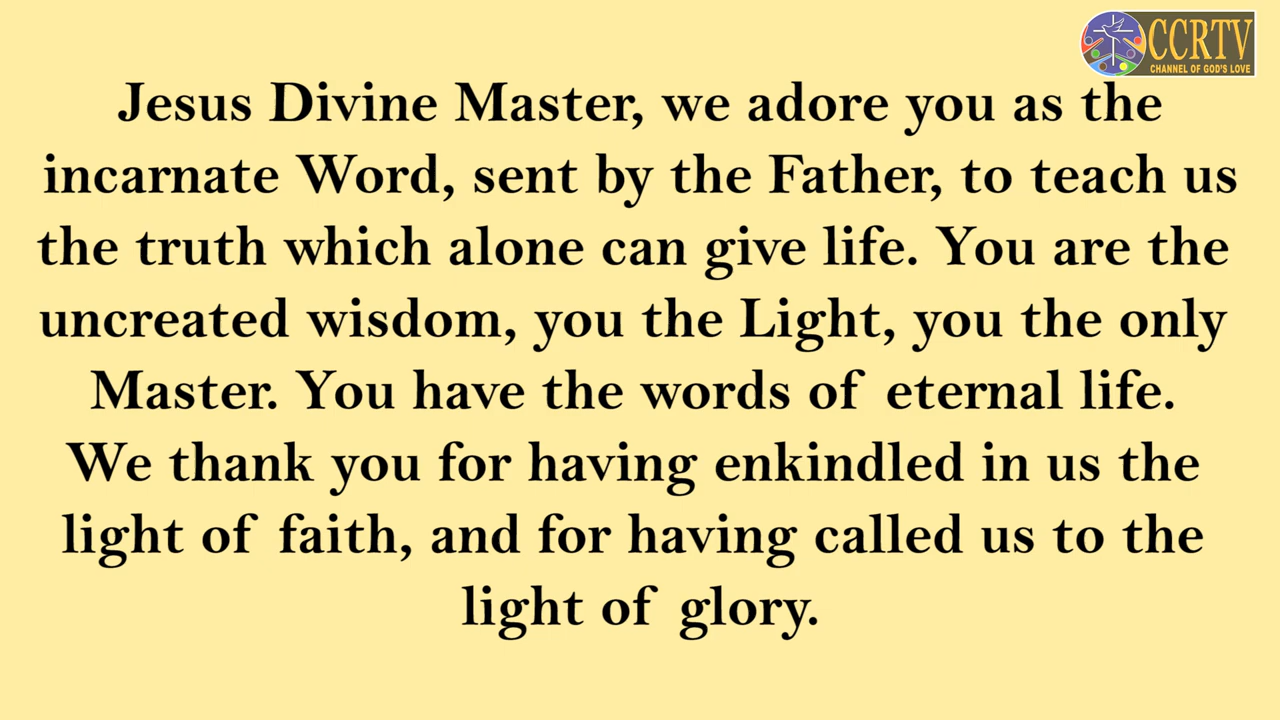 CCRTV
CHANNEL OF GOD'S LOVE
Jesus Divine Master, we adore you as the
incarnate Word, sent by the Father, to teach us
the truth which alone can give life. You are the
uncreated wisdom, you the Light, you the only
Master. You have the words of eternal life.
We thank you for having enkindled in us the
light of faith, and for having called us to the
light of glory.